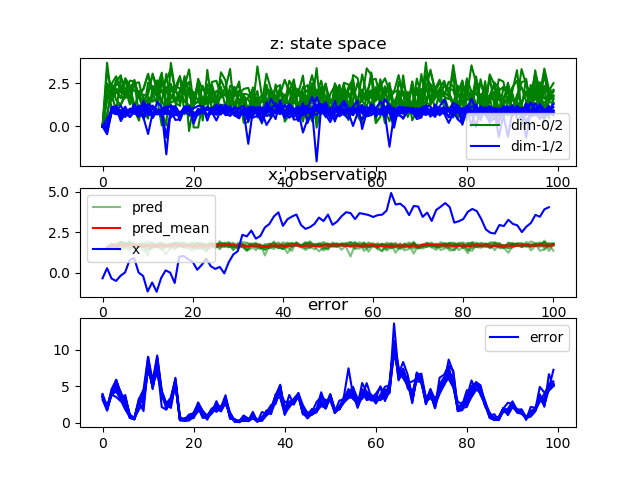 z: state space
2.5
0.0
dim-0/2
dim-1/2
0 20 40 60 80 100
x: observation
5.0
2.5
0.0
pred
pred_mean
x
0 20 40 60 80 100
error
10
5
0
error
0 20 40 60 80 100